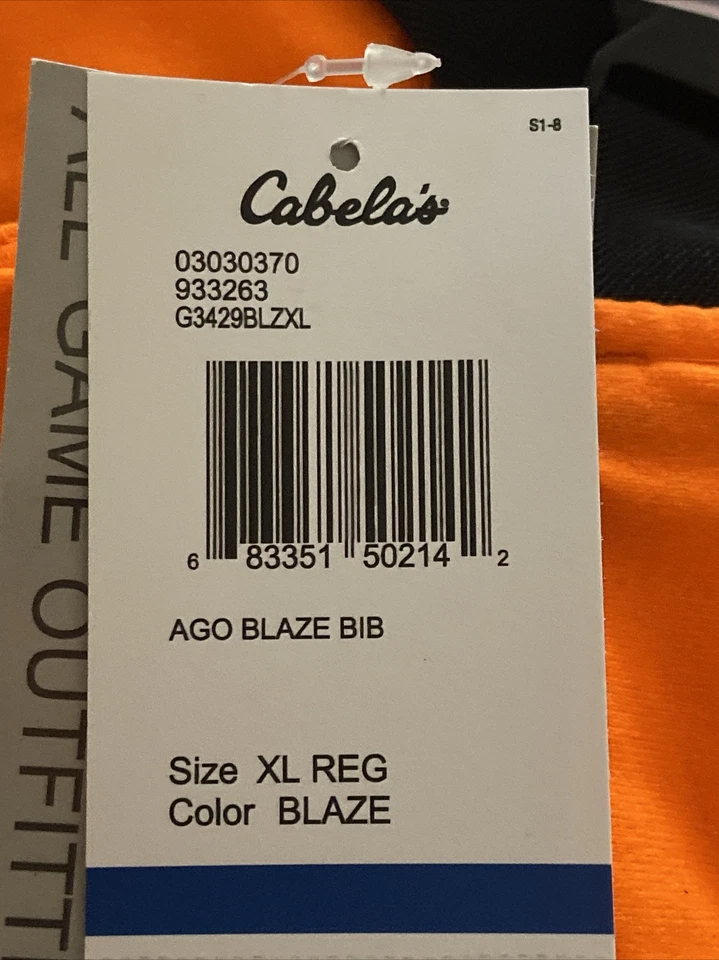 S1-8
Cabela's
03030370
933263
G3429BLZXL
6 83351 50214 2
AGO BLAZE BIB
Size XL REG
Color BLAZE
GAME OUTFITT